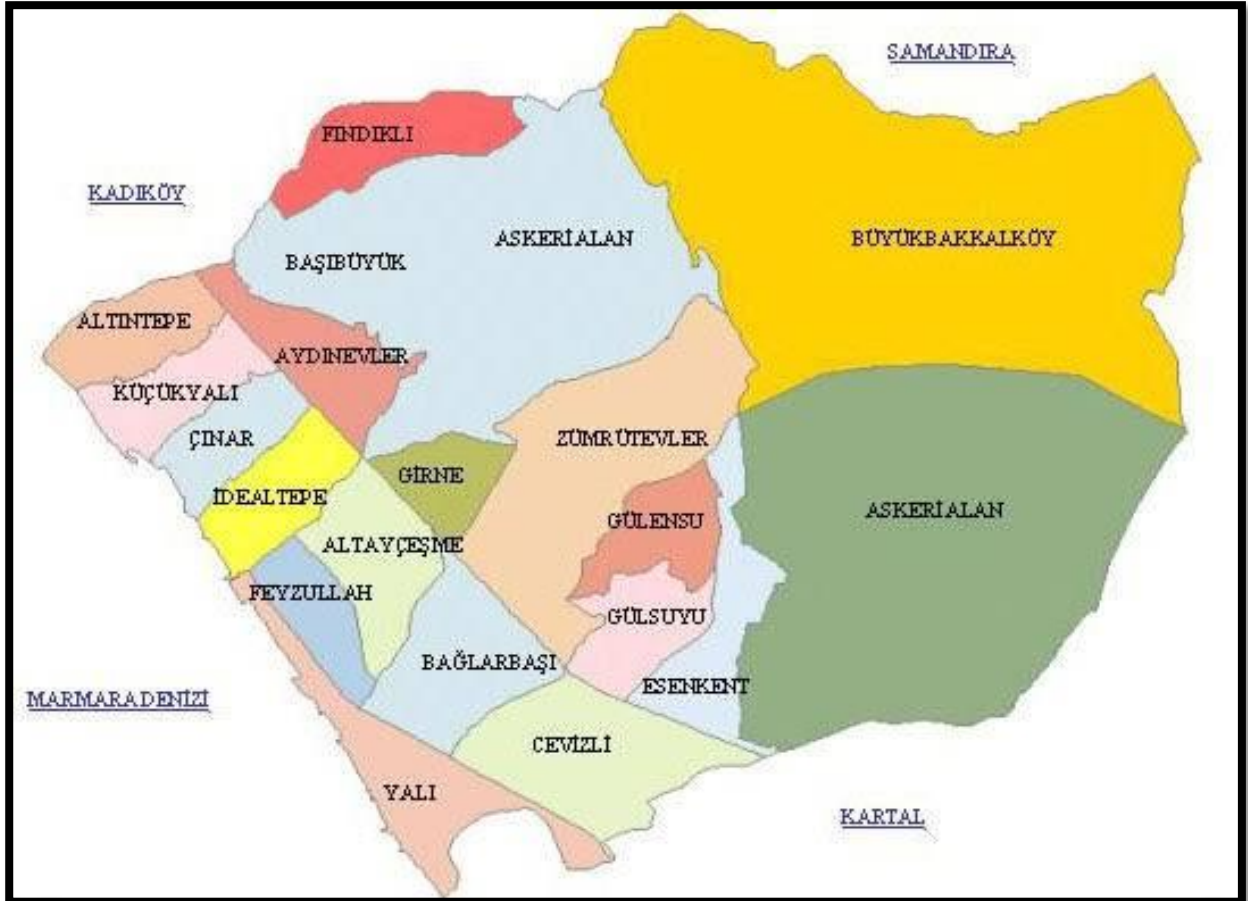 SAMANDIRA
FINDIKLI
KADIKÖY
ASKERİ ALAN
BÜYÜKBAKKALKÖY
BAŞIBÜYÜK
ALTINTEPE
AYDINEVLER
KÜÇÜKYALI
ÇINAR
ZÜMRÜTEVLER
GİRNE
İDEALTEPE
ASKERİ ALAN
GÜLENSU
ALTAYÇEŞME
FEYZULLAH
GÜLSUYU
BAĞLARBAŞI
ESENKENT
MARMARA DENİZİ
CEVİZLİ
YALI
KARTAL